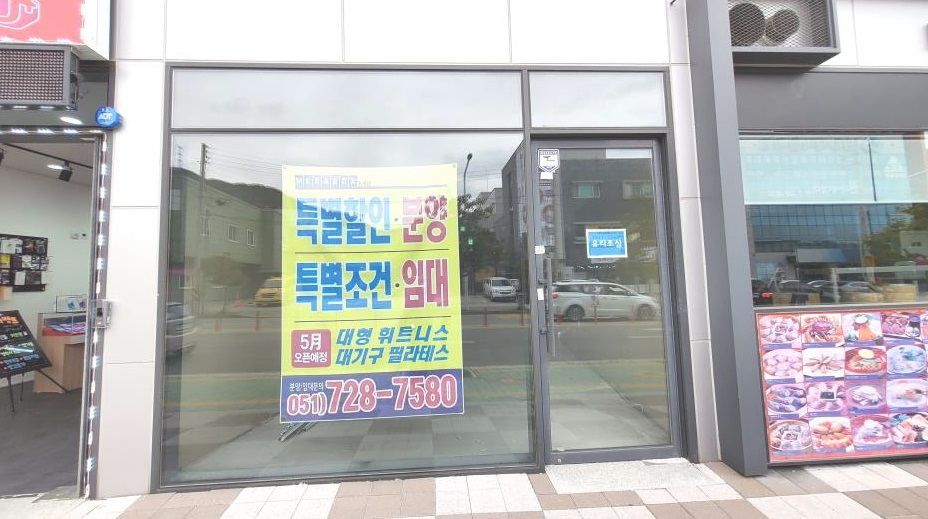 ADT
특별할인·분양
특별조건·임대
5月
오픈예정
대형 휘트니스
대기구 필라테스
분양·임대문의
051)728-7580
유리조심